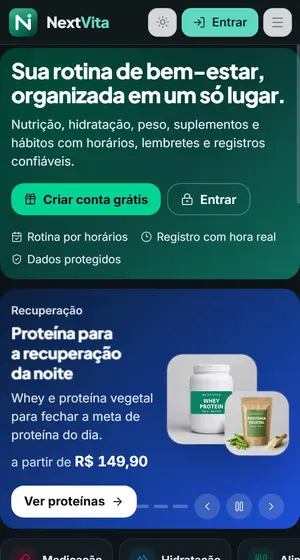 NextVita
Entrar
Sua rotina de bem-estar,
organizada em um só lugar.
Nutrição, hidratação, peso, suplementos e
hábitos com horários, lembretes e registros
confiáveis.
Criar conta grátis
Entrar
Rotina por horários
Registro com hora real
Dados protegidos
Recuperação
Proteína para
a recuperação
da noite
Whey e proteína vegetal
para fechar a meta de
proteína do dia.
a partir de R$ 149,90
Ver proteínas
WHEY
PROTEIN
PROTEÍNA
VEGETAL
Medicação
Hidratação